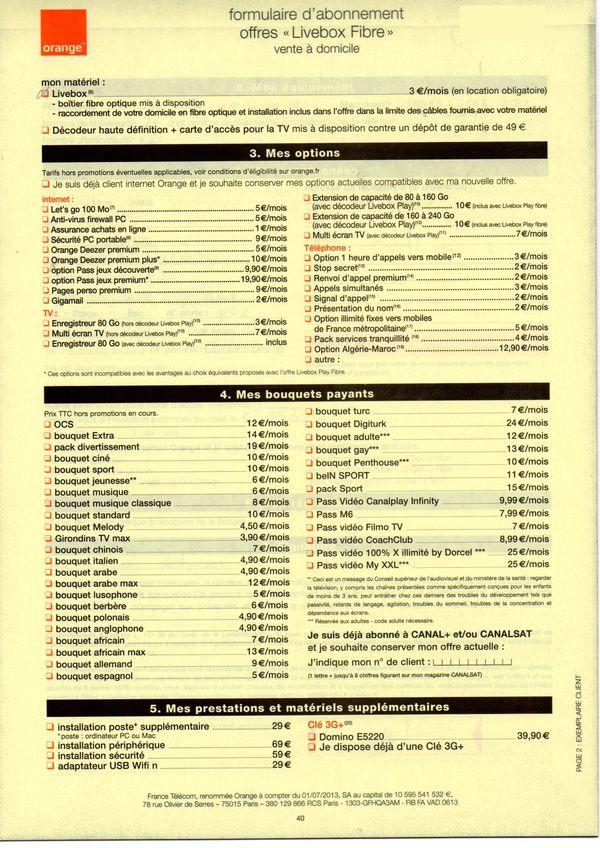 orange™
formulaire d'abonnement
offres « Livebox Fibre »
vente à domicile
mon matériel :
Livebox(6) 3 €/mois (en location obligatoire)
- boîtier fibre optique mis à disposition
- raccordement de votre domicile en fibre optique et installation inclus dans l'offre dans la limite des câbles fournis avec votre matériel
Décodeur haute définition + carte d'accès pour la TV mis à disposition contre un dépôt de garantie de 49 €
3. Mes options
Tarifs hors promotions éventuelles applicables, voir conditions d'éligibilité sur orange.fr
Je suis déjà client internet Orange et je souhaite conserver mes options actuelles compatibles avec ma nouvelle offre.
internet :
Let's go 100 Mo(7) 5 €/mois
Anti-virus firewall PC 5 €/mois
Assurance achats en ligne 1 €/mois
Sécurité PC portable(8) 9 €/mois
Orange Deezer premium 5 €/mois
Orange Deezer premium plus* 10 €/mois
option Pass jeux découverte(9) 9,90 €/mois
option Pass jeux premium* 19,90 €/mois
Pages perso premium 9 €/mois
Gigamail 2 €/mois
TV :
Enregistreur 80 Go (hors décodeur Livebox Play)(10) 3 €/mois
Multi écran TV (hors décodeur Livebox Play)(11) 7 €/mois
Enregistreur 80 Go (avec décodeur Livebox Play)(10) inclus
Extension de capacité de 80 à 160 Go
(avec décodeur Livebox Play)(10) 10 € (inclus avec Livebox Play fibre)
Extension de capacité de 160 à 240 Go
(avec décodeur Livebox Play)(10) 10 € (inclus avec Livebox Play fibre)
Multi écran TV (avec décodeur Livebox Play)(11) 7 €/mois
Téléphone :
Option 1 heure d'appels vers mobile(12) 3 €/mois
Stop secret(13) 2 €/mois
Renvoi d'appel premium(14) 2 €/mois
Appels simultanés 3 €/mois
Signal d'appel(15) 2 €/mois
Présentation du nom(16) 2 €/mois
Option illimité fixes vers mobiles
de France métropolitaine(17) 5 €/mois
Pack services tranquillité(18) 4 €/mois
Option Algérie-Maroc(19) 12,90 €/mois
autre :
* Ces options sont incompatibles avec les avantages au choix équivalents proposés avec l'offre Livebox Play Fibre.
4. Mes bouquets payants
Prix TTC hors promotions en cours.
OCS 12 €/mois
bouquet Extra 14 €/mois
pack divertissement 19 €/mois
bouquet ciné 10 €/mois
bouquet sport 10 €/mois
bouquet jeunesse** 6 €/mois
bouquet musique 6 €/mois
bouquet musique classique 8 €/mois
bouquet standard 10 €/mois
bouquet Melody 4,50 €/mois
Girondins TV max 3,90 €/mois
bouquet chinois 7 €/mois
bouquet italien 4,90 €/mois
bouquet arabe 4,90 €/mois
bouquet arabe max 12 €/mois
bouquet lusophone 5 €/mois
bouquet berbère 6 €/mois
bouquet polonais 4,90 €/mois
bouquet anglophone 4,90 €/mois
bouquet africain 7 €/mois
bouquet africain max 13 €/mois
bouquet allemand 9 €/mois
bouquet espagnol 5 €/mois
bouquet turc 7 €/mois
bouquet Digiturk 24 €/mois
bouquet adulte*** 12 €/mois
bouquet gay*** 13 €/mois
bouquet Penthouse*** 10 €/mois
beIN SPORT 11 €/mois
pack Sport 15 €/mois
Pass Vidéo Canalplay Infinity 9,99 €/mois
Pass M6 7,99 €/mois
Pass vidéo Filmo TV 7 €/mois
Pass vidéo CoachClub 8,99 €/mois
Pass vidéo 100% X illimité by Dorcel *** 25 €/mois
Pass vidéo My XXL*** 25 €/mois
** Ceci est un message du Conseil supérieur de l'audiovisuel et du ministère de la santé : regarder
la télévision, y compris les chaînes présentées comme spécifiquement conçues pour les enfants
de moins de 3 ans, peut entraîner chez ces derniers des troubles du développement tels que
passivité, retards de langage, agitation, troubles du sommeil, troubles de la concentration et
dépendance aux écrans.
*** Réservée aux adultes - code adulte nécessaire.
Je suis déjà abonné à CANAL+ et/ou CANALSAT
et je souhaite conserver mon offre actuelle :
J'indique mon n° de client :
(1 lettre + jusqu'à 8 chiffres figurant sur mon magazine CANALSAT)
5. Mes prestations et matériels supplémentaires
installation poste* supplémentaire 29 €
*poste : ordinateur PC ou Mac
installation périphérique 69 €
installation sécurité 59 €
adaptateur USB Wifi n 29 €
Clé 3G+(20)
Domino E5220 39,90 €
Je dispose déjà d'une Clé 3G+
PAGE 2 : EXEMPLAIRE CLIENT
France Télécom, renommée Orange à compter du 01/07/2013, SA au capital de 10 595 541 532 €,
78 rue Olivier de Serres – 75015 Paris – 380 129 866 RCS Paris - 1303-GFHQA3AM - FIB FA VAD 0613
40